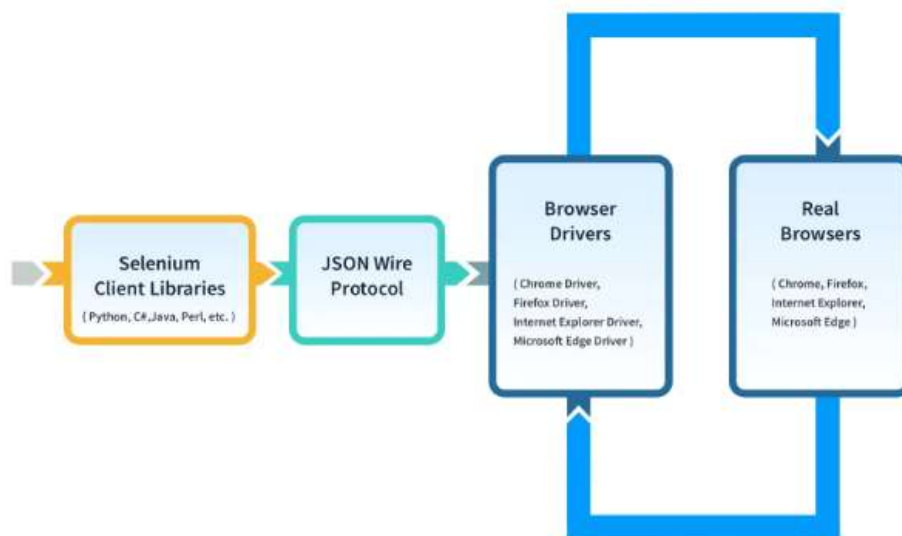 Selenium
Client Libraries
( Python, C#,Java, Perl, etc. )
JSON Wire
Protocol
Browser
Drivers
( Chrome Driver,
Firefox Driver,
Internet Explorer Driver,
Microsoft Edge Driver )
Real
Browsers
( Chrome, Firefox,
Internet Explorer,
Microsoft Edge )